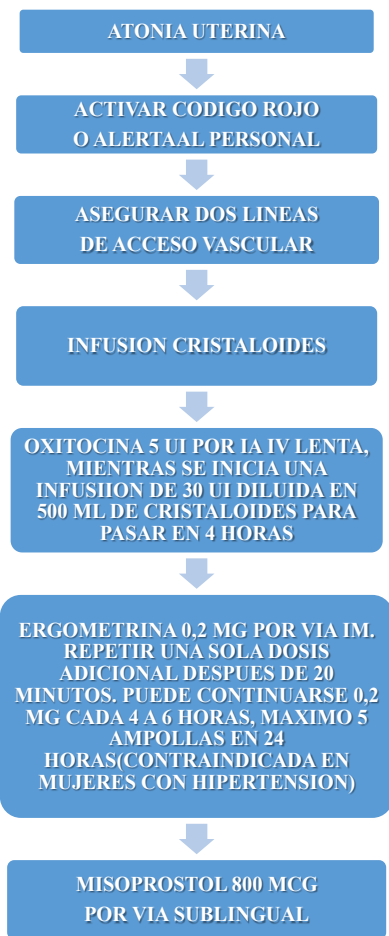 ATONIA UTERINA
ACTIVAR CODIGO ROJO
O ALERTAAL PERSONAL
ASEGURAR DOS LINEAS
DE ACCESO VASCULAR
INFUSION CRISTALOIDES
OXITOCINA 5 UI POR IA IV LENTA,
MIENTRAS SE INICIA UNA
INFUSIION DE 30 UI DILUIDA EN
500 ML DE CRISTALOIDES PARA
PASAR EN 4 HORAS
ERGOMETRINA 0,2 MG POR VIA IM.
REPETIR UNA SOLA DOSIS
ADICIONAL DESPUES DE 20
MINUTOS. PUEDE CONTINUARSE 0,2
MG CADA 4 A 6 HORAS, MAXIMO 5
AMPOLLAS EN 24
HORAS(CONTRAINDICADA EN
MUJERES CON HIPERTENSION)
MISOPROSTOL 800 MCG
POR VIA SUBLINGUAL